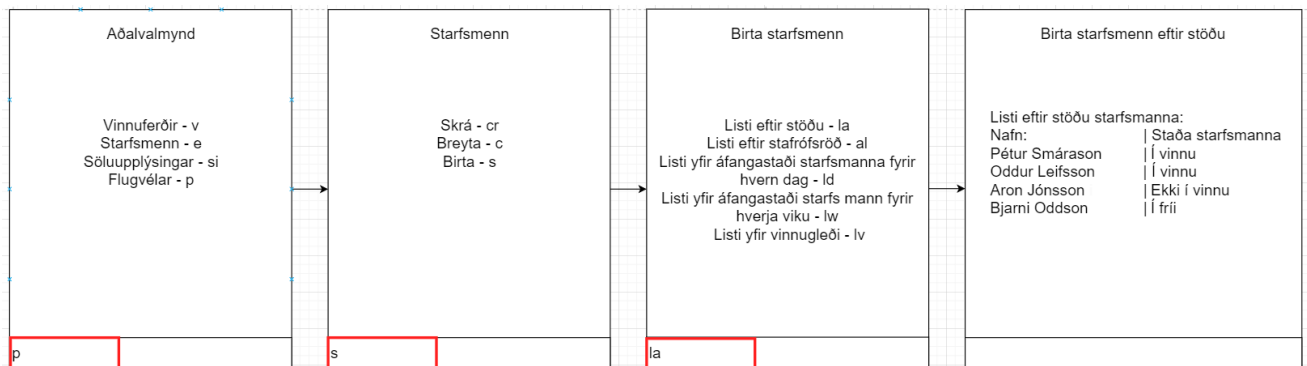 Aðalvalmynd
Vinnuferðir - v
Starfsmenn - e
Söluupplýsingar - si
Flugvélar - p
p
Starfsmenn
Skrá - cr
Breyta - c
Birta - s
s
Birta starfsmenn
Listi eftir stöðu - la
Listi eftir stafrófsröð - al
Listi yfir áfangastaði starfsmanna fyrir
hvern dag - ld
Listi yfir áfangastaði starfs mann fyrir
hverja viku - lw
Listi yfir vinnugleði - lv
la
Birta starfsmenn eftir stöðu
Listi eftir stöðu starfsmanna:
Nafn: | Staða starfsmanna
Pétur Smárason | Í vinnu
Oddur Leifsson | Í vinnu
Aron Jónsson | Ekki í vinnu
Bjarni Oddson | Í fríi